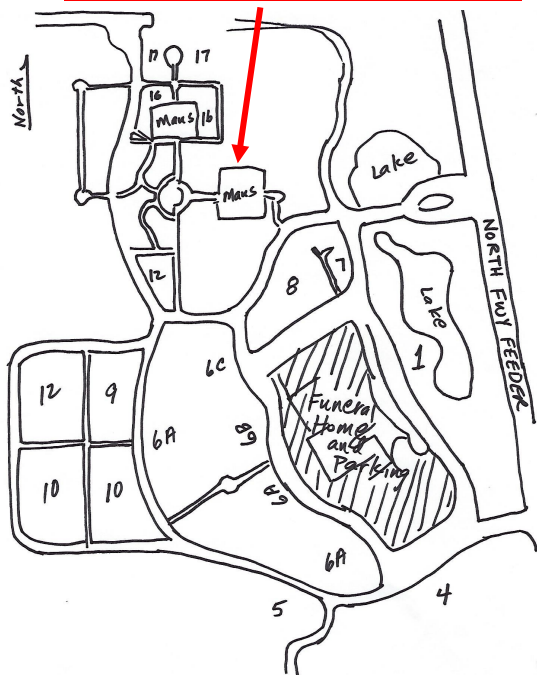 North
17
17
16
Maus
16
Maus
Lake
12
8
7
Lake
1
NORTH FWY FEEDER
6C
12
9
6A
6B
Funeral
Home
and
Parking
10
10
6A
6A
5
4